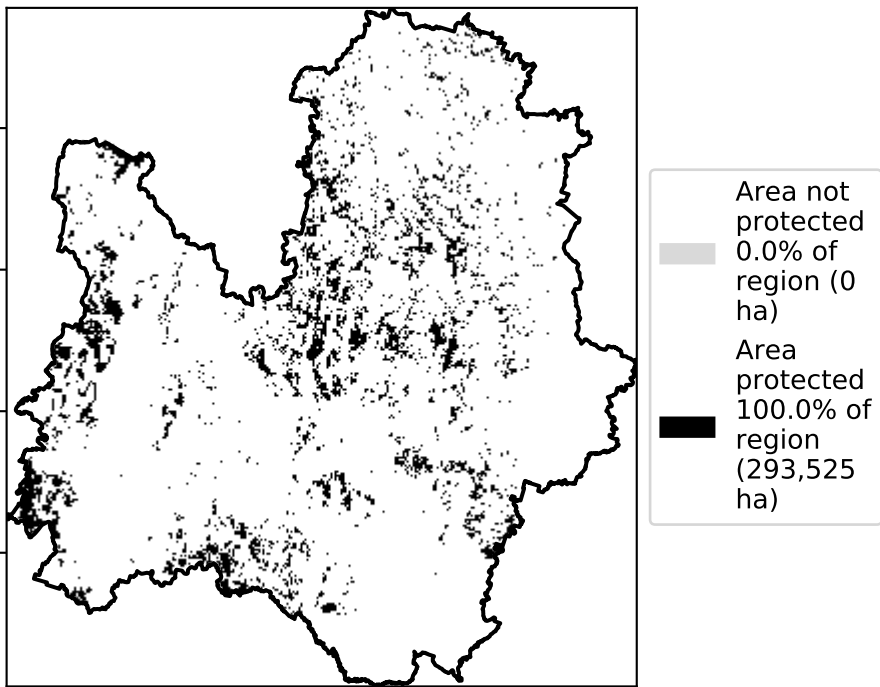 Area not
protected
0.0% of
region (0
ha)
Area
protected
100.0% of
region
(293,525
ha)